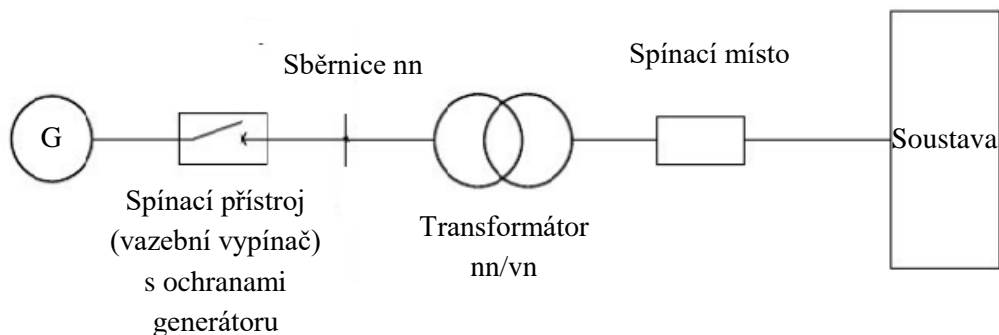 Sběrnice nn
Spínací místo
G
Soustava
Spínací přístroj
(vazební vypínač)
s ochranami
generátoru
Transformátor
nn/vn